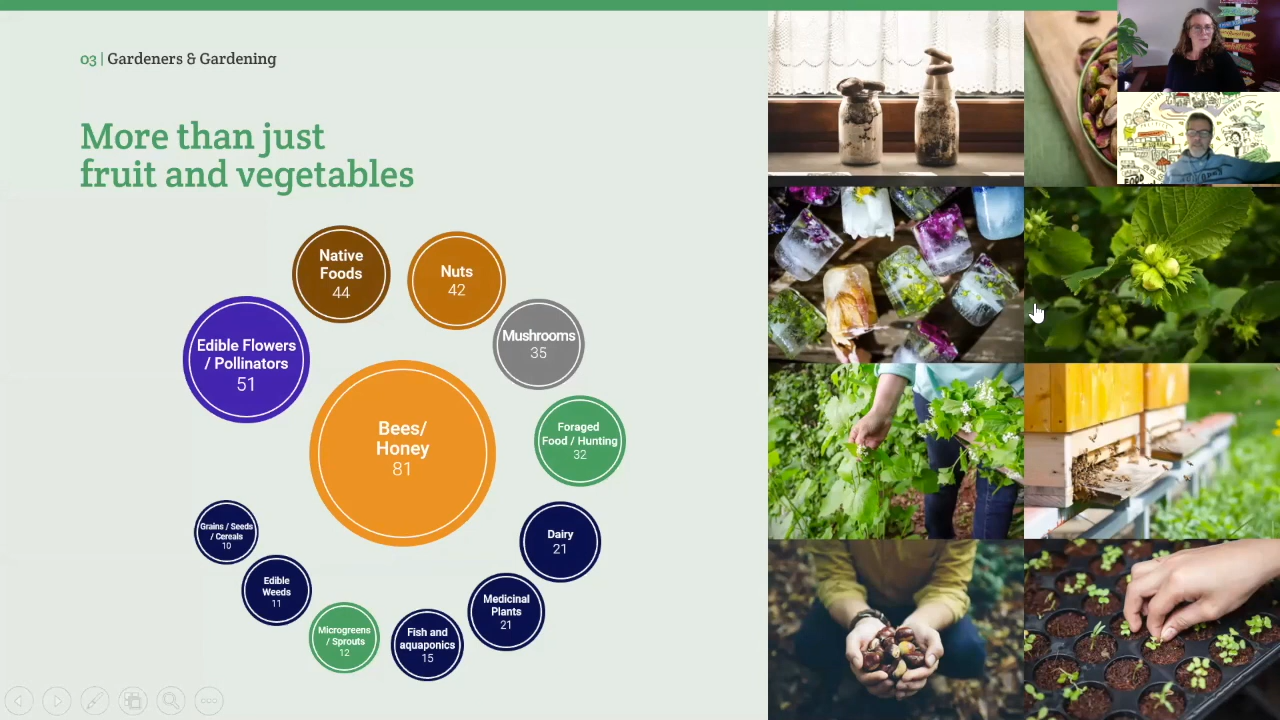 03 | Gardeners & Gardening
More than just
fruit and vegetables
Native
Foods
44
Nuts
42
Mushrooms
35
Edible Flowers
/ Pollinators
51
Bees/
Honey
81
Foraged
Food / Hunting
32
Grains / Seeds
/ Cereals
10
Dairy
21
Edible
Weeds
11
Medicinal
Plants
21
Microgreens
/ Sprouts
12
Fish and
aquaponics
15
FOOD